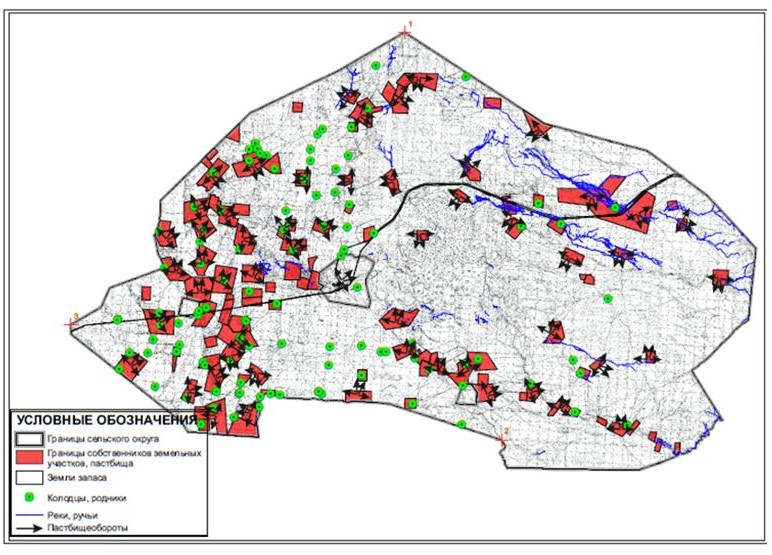 1
3
2
УСЛОВНЫЕ ОБОЗНАЧЕНИЯ
Границы сельского округа
Границы собственников земельных
участков, пастбища
Земли запаса
Колодцы, родники
Реки, ручьи
Пастбищеобороты